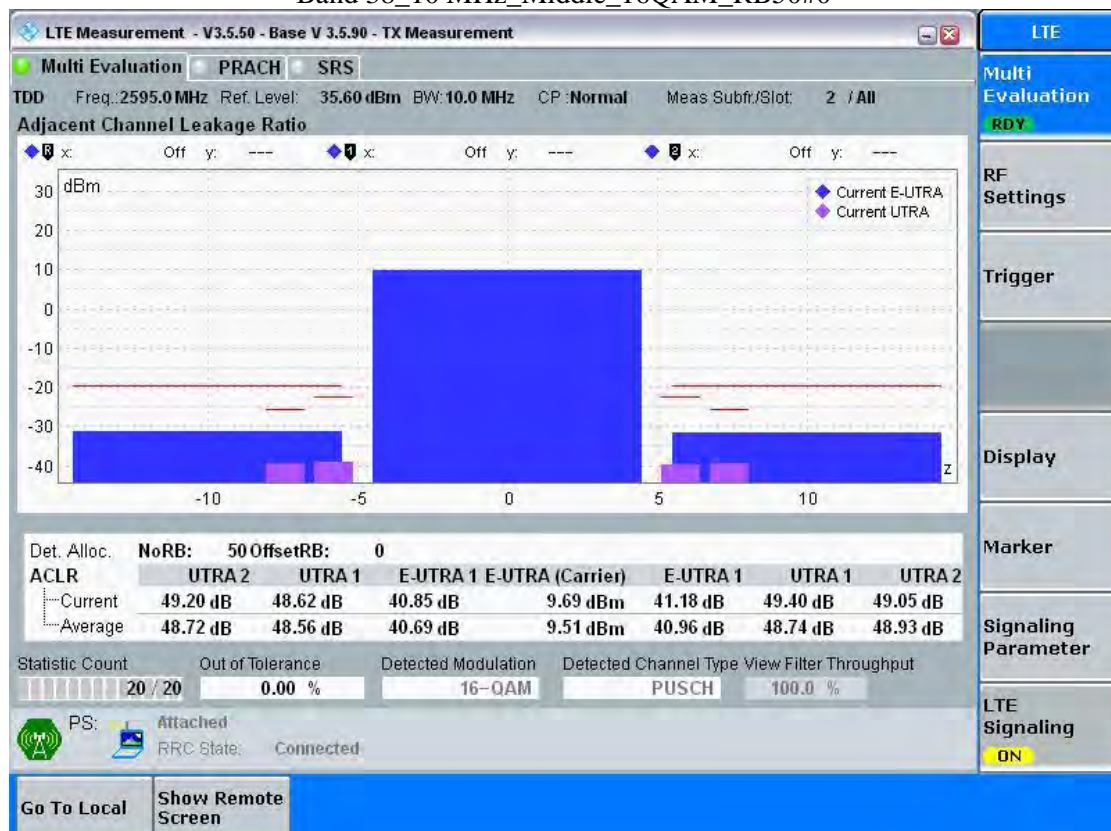 Band 38_10 MHz_Middle_16QAM_RB50#0
LTE Measurement - V3.5.50 - Base V 3.5.90 - TX Measurement
LTE
Multi Evaluation PRACH SRS
Multi Evaluation
RDY
TDD Freq.:2595.0 MHz Ref. Level: 35.60 dBm BW:10.0 MHz CP :Normal Meas Subfr./Slot: 2 / All
Adjacent Channel Leakage Ratio
R x: Off y: --- 1 x: Off y: --- 2 x: Off y: ---
dBm
Current E-UTRA
Current UTRA
30
20
10
0
-10
-20
-30
-40
z
-10 -5 0 5 10
RF Settings
Trigger
Display
Marker
Signaling Parameter
LTE Signaling
ON
Det. Alloc. NoRB: 50 OffsetRB: 0
ACLR UTRA 2 UTRA 1 E-UTRA 1 E-UTRA (Carrier) E-UTRA 1 UTRA 1 UTRA 2
Current 49.20 dB 48.62 dB 40.85 dB 9.69 dBm 41.18 dB 49.40 dB 49.05 dB
Average 48.72 dB 48.56 dB 40.69 dB 9.51 dBm 40.96 dB 48.74 dB 48.93 dB
Statistic Count Out of Tolerance Detected Modulation Detected Channel Type View Filter Throughput
20 / 20 0.00 % 16-QAM PUSCH 100.0 %
PS: Attached
RRC State: Connected
Go To Local
Show Remote Screen